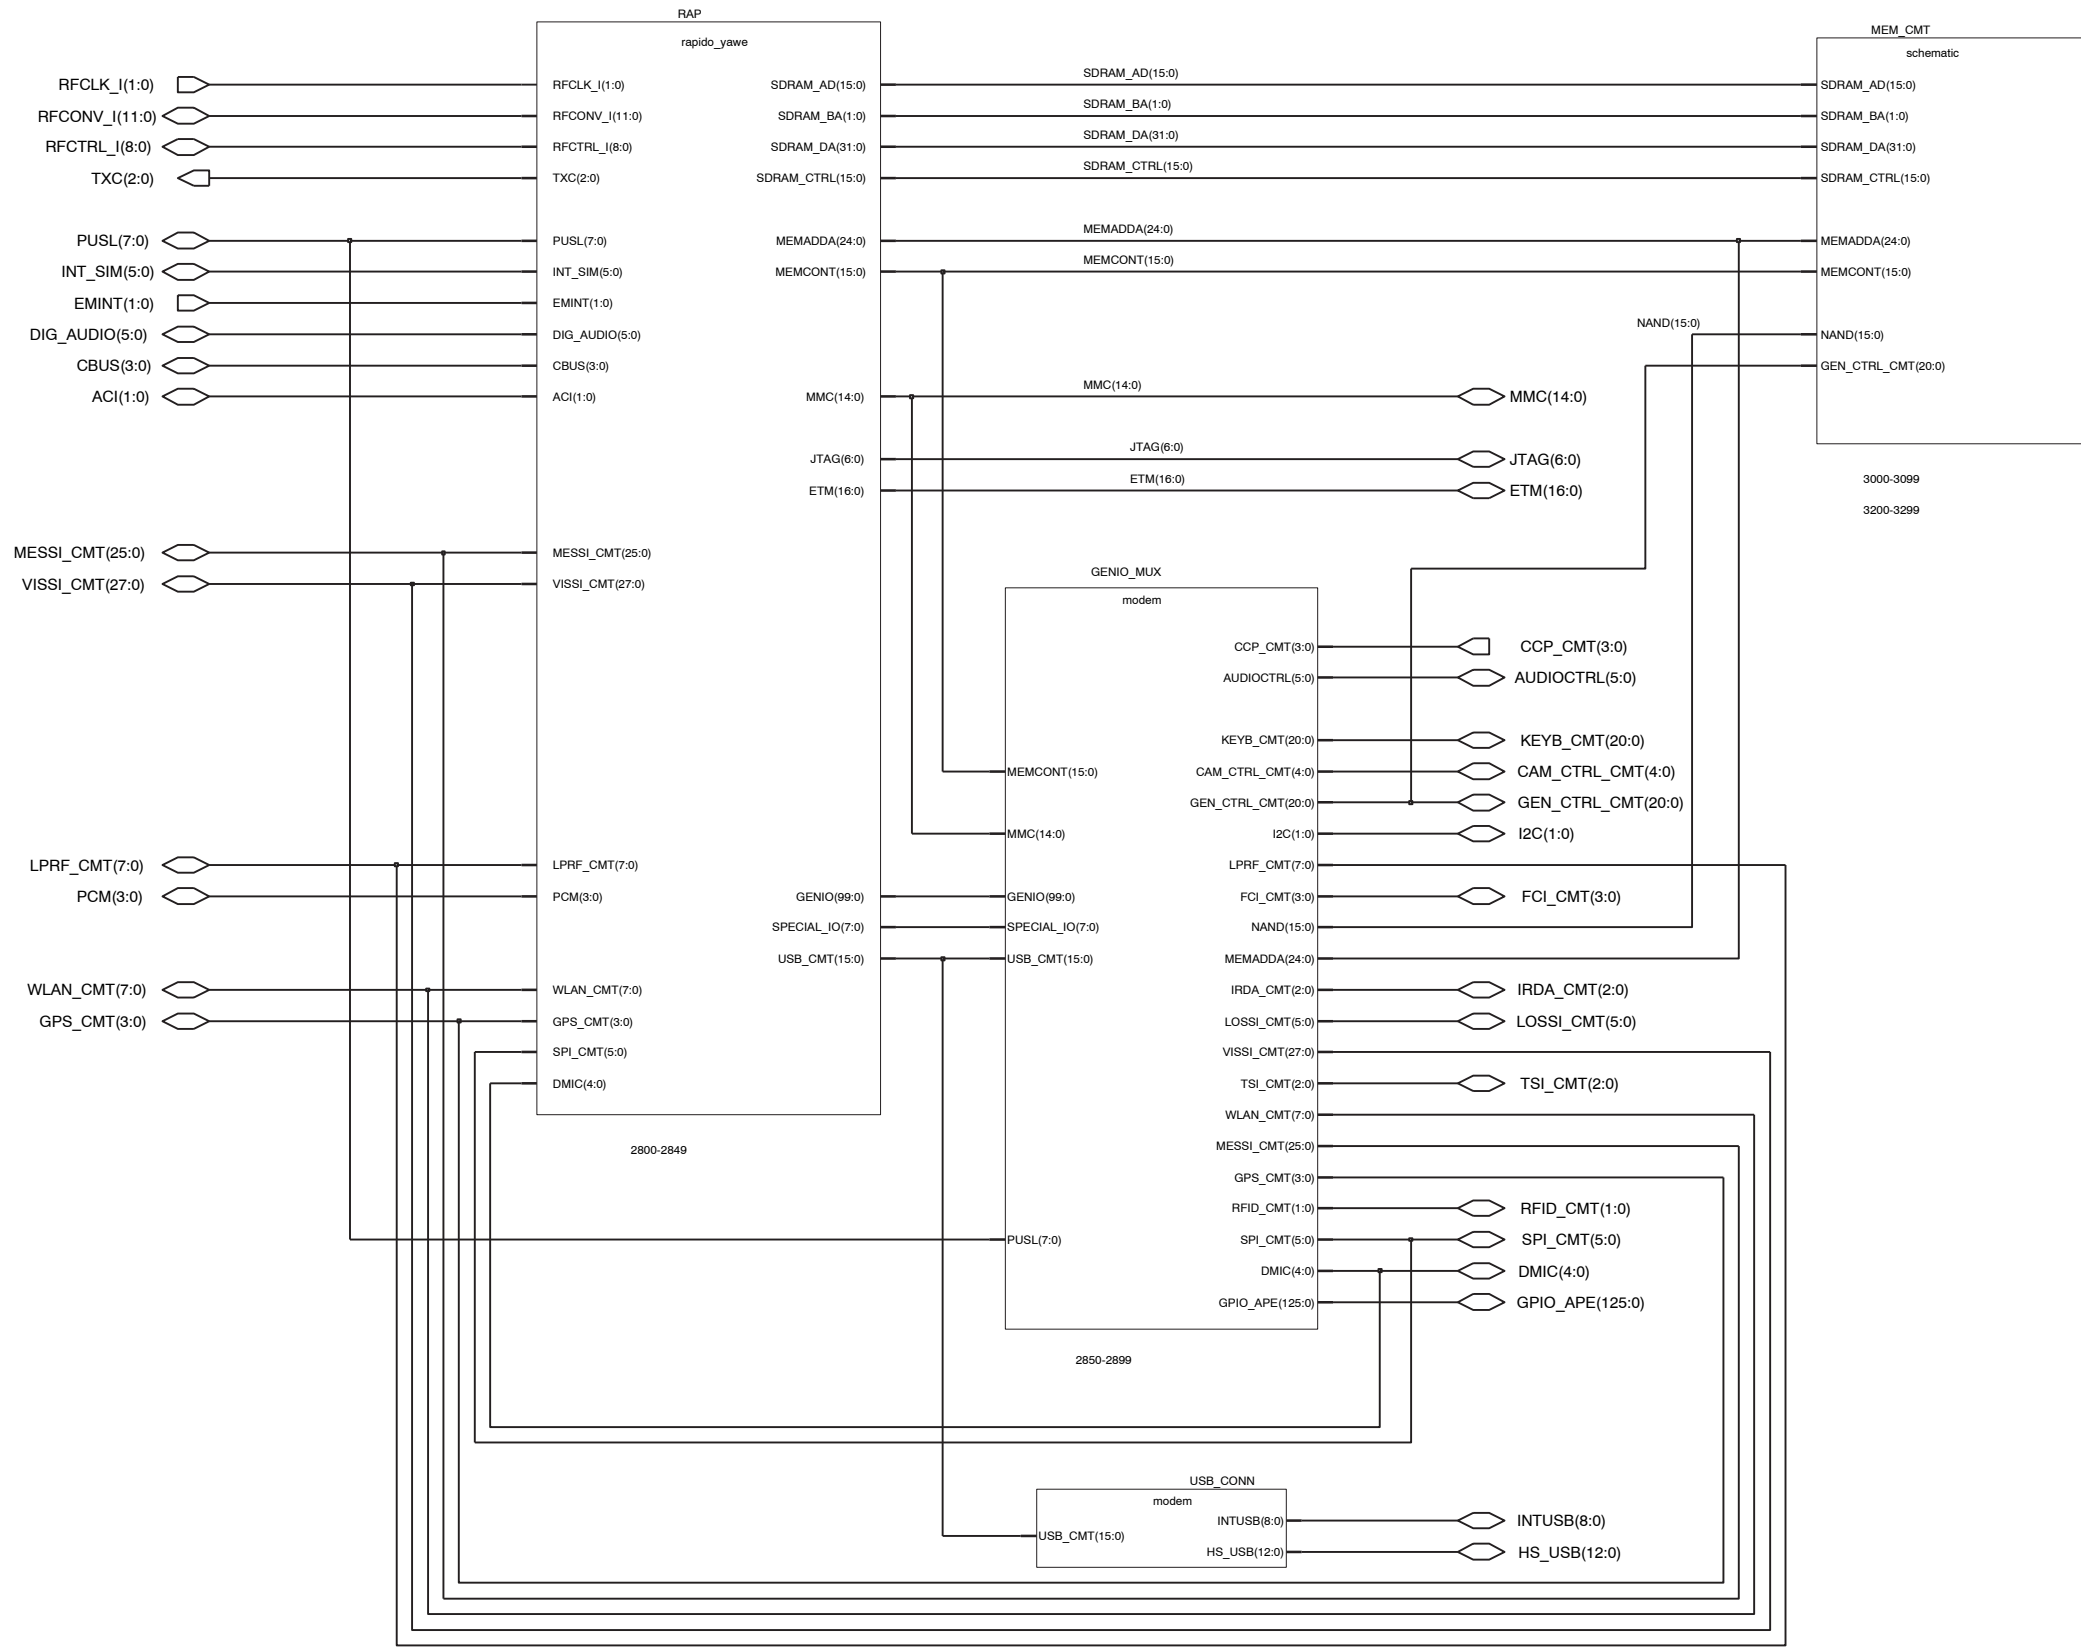 RAP
rapido_yawe
MEM_CMT
schematic
RFCLK_I(1:0)
RFCLK_I(1:0)
SDRAM_AD(15:0)
SDRAM_AD(15:0)
SDRAM_AD(15:0)
RFCONV_I(11:0)
RFCONV_I(11:0)
SDRAM_BA(1:0)
SDRAM_BA(1:0)
SDRAM_BA(1:0)
RFCTRL_I(8:0)
RFCTRL_I(8:0)
SDRAM_DA(31:0)
SDRAM_DA(31:0)
SDRAM_DA(31:0)
TXC(2:0)
TXC(2:0)
SDRAM_CTRL(15:0)
SDRAM_CTRL(15:0)
SDRAM_CTRL(15:0)
PUSL(7:0)
PUSL(7:0)
MEMADDA(24:0)
MEMADDA(24:0)
MEMADDA(24:0)
INT_SIM(5:0)
INT_SIM(5:0)
MEMCONT(15:0)
MEMCONT(15:0)
MEMCONT(15:0)
EMINT(1:0)
EMINT(1:0)
DIG_AUDIO(5:0)
DIG_AUDIO(5:0)
NAND(15:0)
NAND(15:0)
CBUS(3:0)
CBUS(3:0)
GEN_CTRL_CMT(20:0)
ACI(1:0)
ACI(1:0)
MMC(14:0)
MMC(14:0)
MMC(14:0)
JTAG(6:0)
JTAG(6:0)
JTAG(6:0)
ETM(16:0)
ETM(16:0)
ETM(16:0)
3000-3099
3200-3299
MESSI_CMT(25:0)
MESSI_CMT(25:0)
VISSI_CMT(27:0)
VISSI_CMT(27:0)
GENIO_MUX
modem
CCP_CMT(3:0)
CCP_CMT(3:0)
AUDIOCTRL(5:0)
AUDIOCTRL(5:0)
KEYB_CMT(20:0)
KEYB_CMT(20:0)
MEMCONT(15:0)
CAM_CTRL_CMT(4:0)
CAM_CTRL_CMT(4:0)
GEN_CTRL_CMT(20:0)
GEN_CTRL_CMT(20:0)
MMC(14:0)
I2C(1:0)
I2C(1:0)
LPRF_CMT(7:0)
LPRF_CMT(7:0)
LPRF_CMT(7:0)
PCM(3:0)
PCM(3:0)
GENIO(99:0)
GENIO(99:0)
FCI_CMT(3:0)
FCI_CMT(3:0)
SPECIAL_IO(7:0)
SPECIAL_IO(7:0)
NAND(15:0)
USB_CMT(15:0)
USB_CMT(15:0)
MEMADDA(24:0)
WLAN_CMT(7:0)
WLAN_CMT(7:0)
IRDA_CMT(2:0)
IRDA_CMT(2:0)
GPS_CMT(3:0)
GPS_CMT(3:0)
LOSSI_CMT(5:0)
LOSSI_CMT(5:0)
SPI_CMT(5:0)
VISSI_CMT(27:0)
DMIC(4:0)
TSI_CMT(2:0)
TSI_CMT(2:0)
WLAN_CMT(7:0)
2800-2849
MESSI_CMT(25:0)
GPS_CMT(3:0)
RFID_CMT(1:0)
RFID_CMT(1:0)
PUSL(7:0)
SPI_CMT(5:0)
SPI_CMT(5:0)
DMIC(4:0)
DMIC(4:0)
GPIO_APE(125:0)
GPIO_APE(125:0)
2850-2899
USB_CONN
modem
INTUSB(8:0)
INTUSB(8:0)
USB_CMT(15:0)
HS_USB(12:0)
HS_USB(12:0)